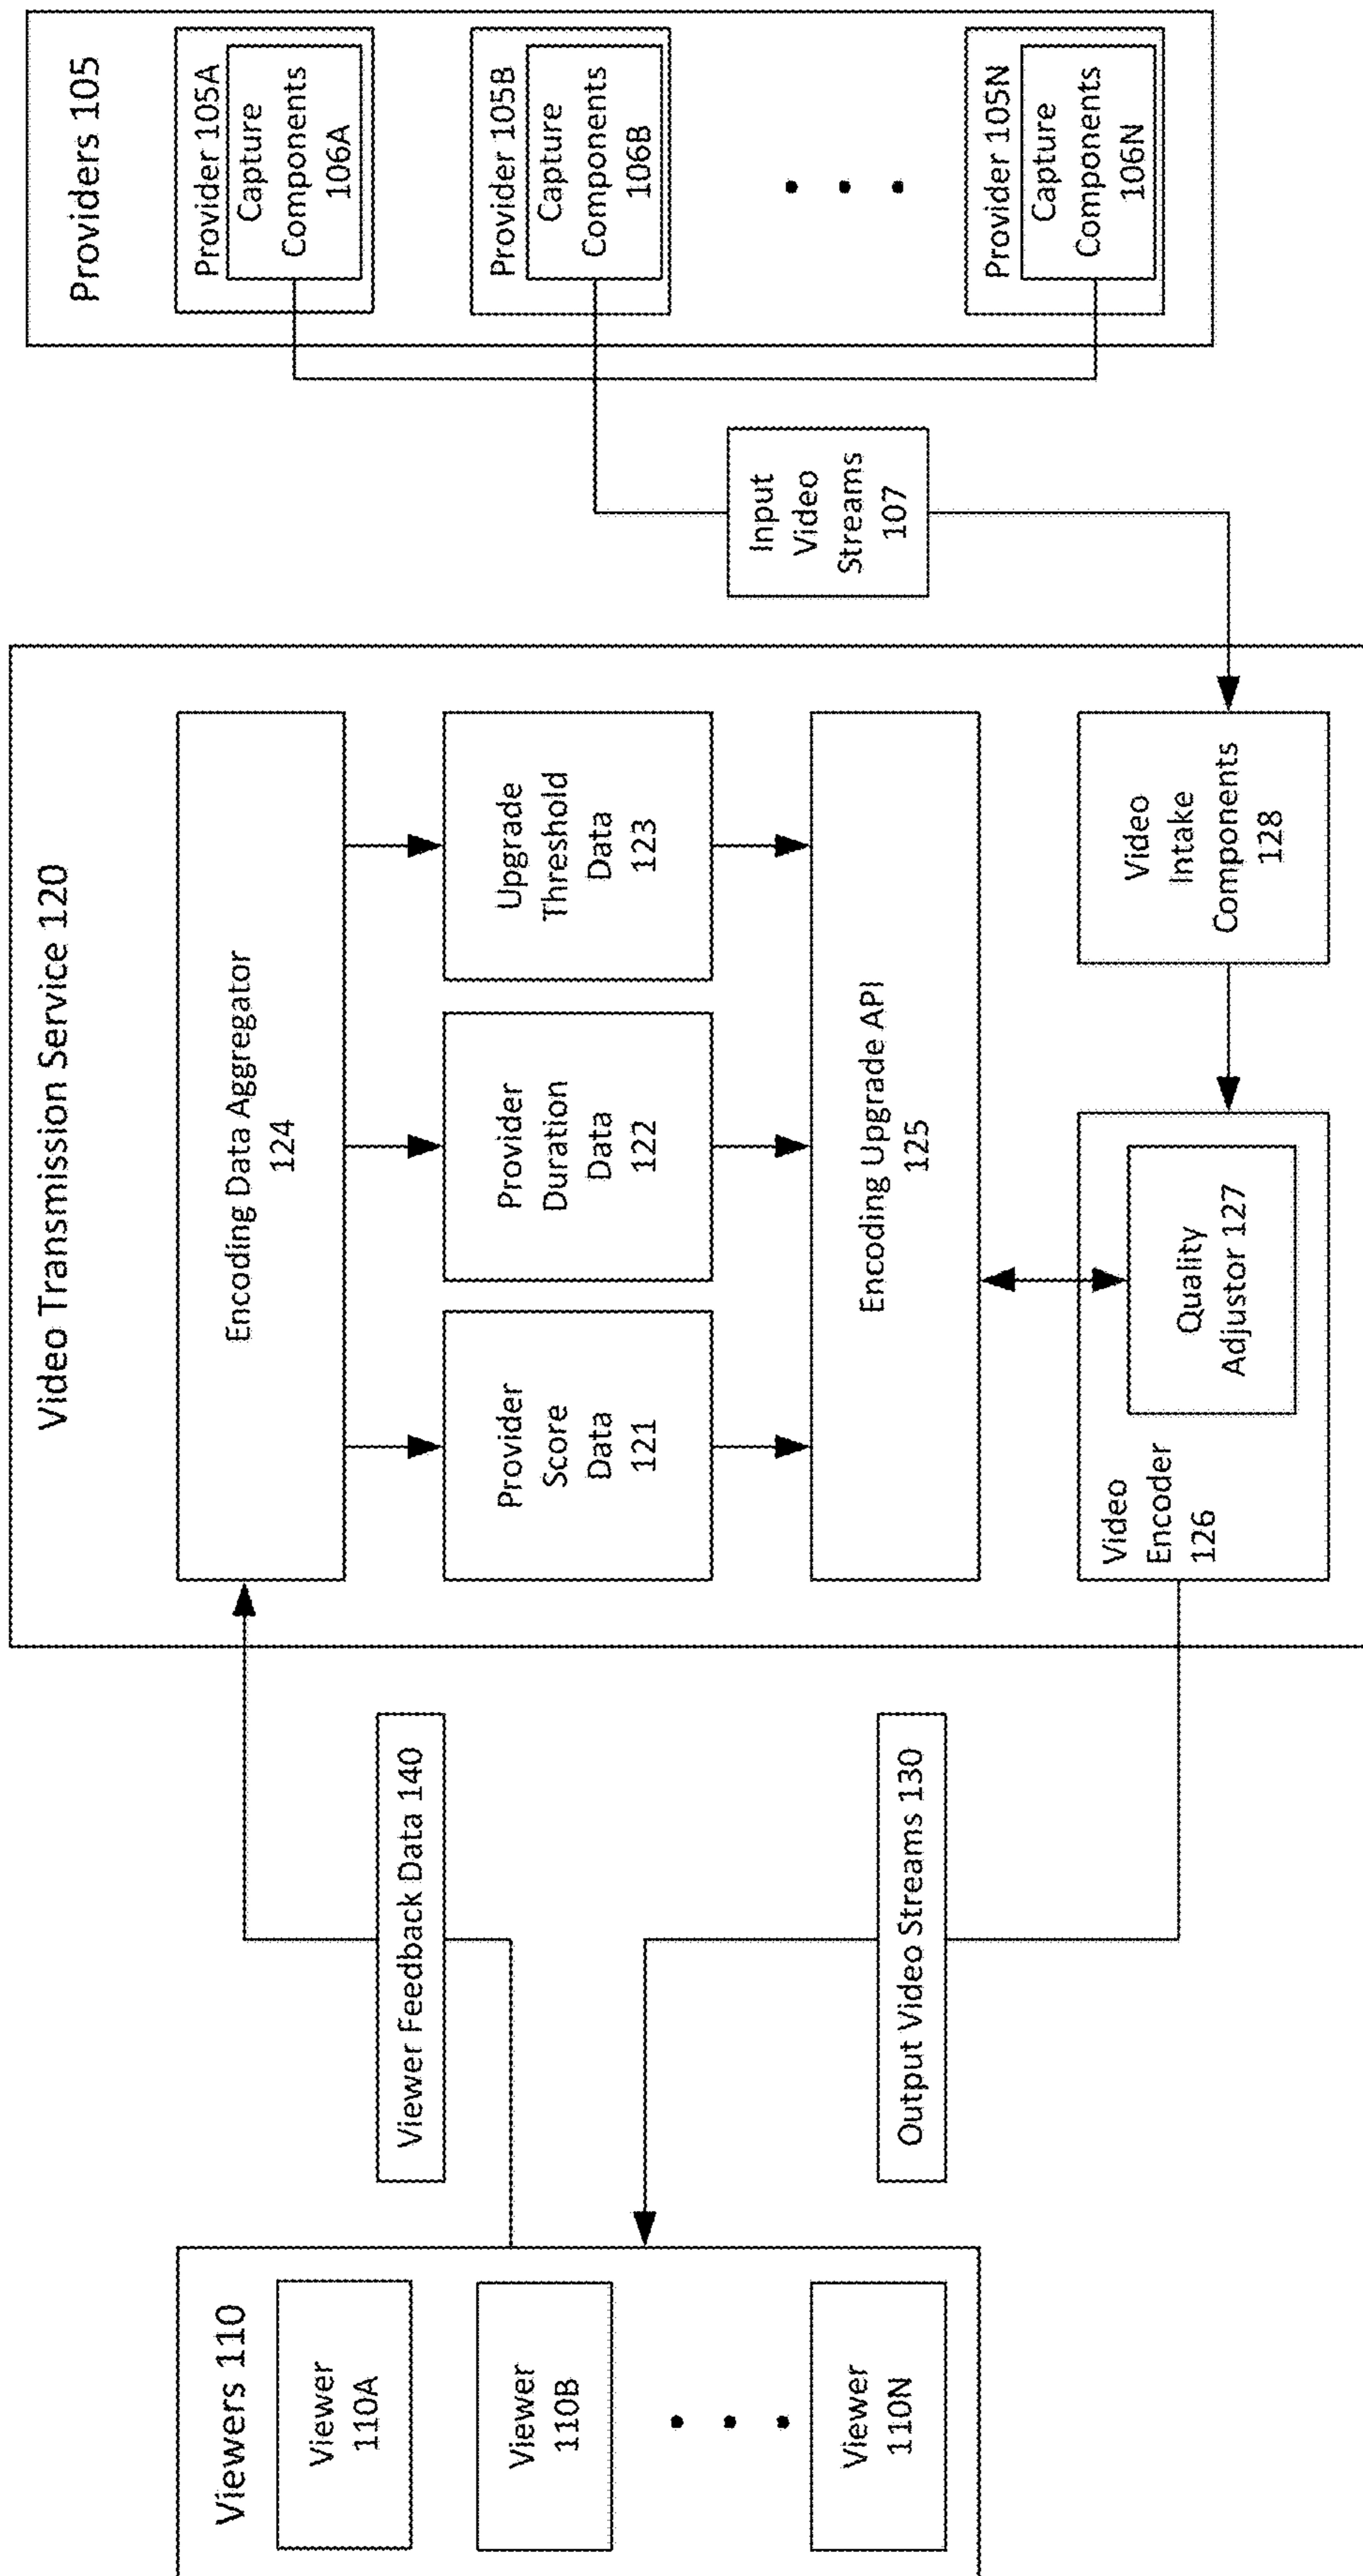 Viewers 110
Viewer
110A
Viewer
110B
Viewer
110N
Viewer Feedback Data 140
Output Video Streams 130
Video Transmission Service 120
Encoding Data Aggregator
124
Provider
Score
Data
121
Provider
Duration
Data
122
Upgrade
Threshold
Data
123
Encoding Upgrade API
125
Video
Encoder
126
Quality
Adjustor 127
Video
Intake
Components
128
Input
Video
Streams
107
Providers 105
Provider 105A
Capture
Components
106A
Provider 105B
Capture
Components
106B
Provider 105N
Capture
Components
106N